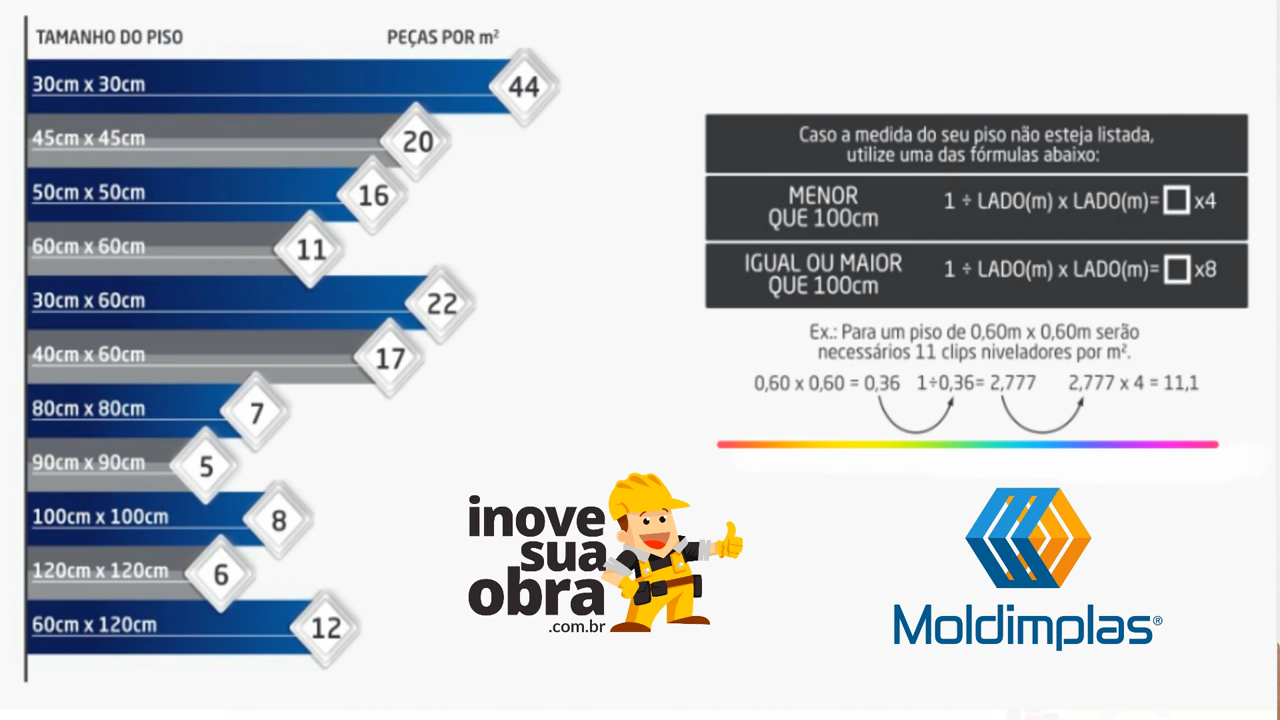 TAMANHO DO PISO PEÇAS POR m²
30cm x 30cm 44
45cm x 45cm 20
50cm x 50cm 16
60cm x 60cm 11
30cm x 60cm 22
40cm x 60cm 17
80cm x 80cm 7
90cm x 90cm 5
100cm x 100cm 8
120cm x 120cm 6
60cm x 120cm 12
Caso a medida do seu piso não esteja listada,
utilize uma das fórmulas abaixo:
MENOR
QUE 100cm
1 ÷ LADO(m) x LADO(m)=☐x4
IGUAL OU MAIOR
QUE 100cm
1 ÷ LADO(m) x LADO(m)=☐x8
Ex.: Para um piso de 0,60m x 0,60m serão
necessários 11 clips niveladores por m².
0,60 x 0,60 = 0,36 1÷0,36= 2,777 2,777 x 4 = 11,1
inove
sua
obra
.com.br
Moldimplas®